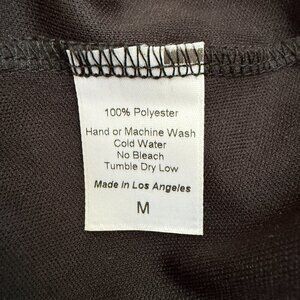 100% Polyester
Hand or Machine Wash
Cold Water
No Bleach
Tumble Dry Low
Made in Los Angeles
M